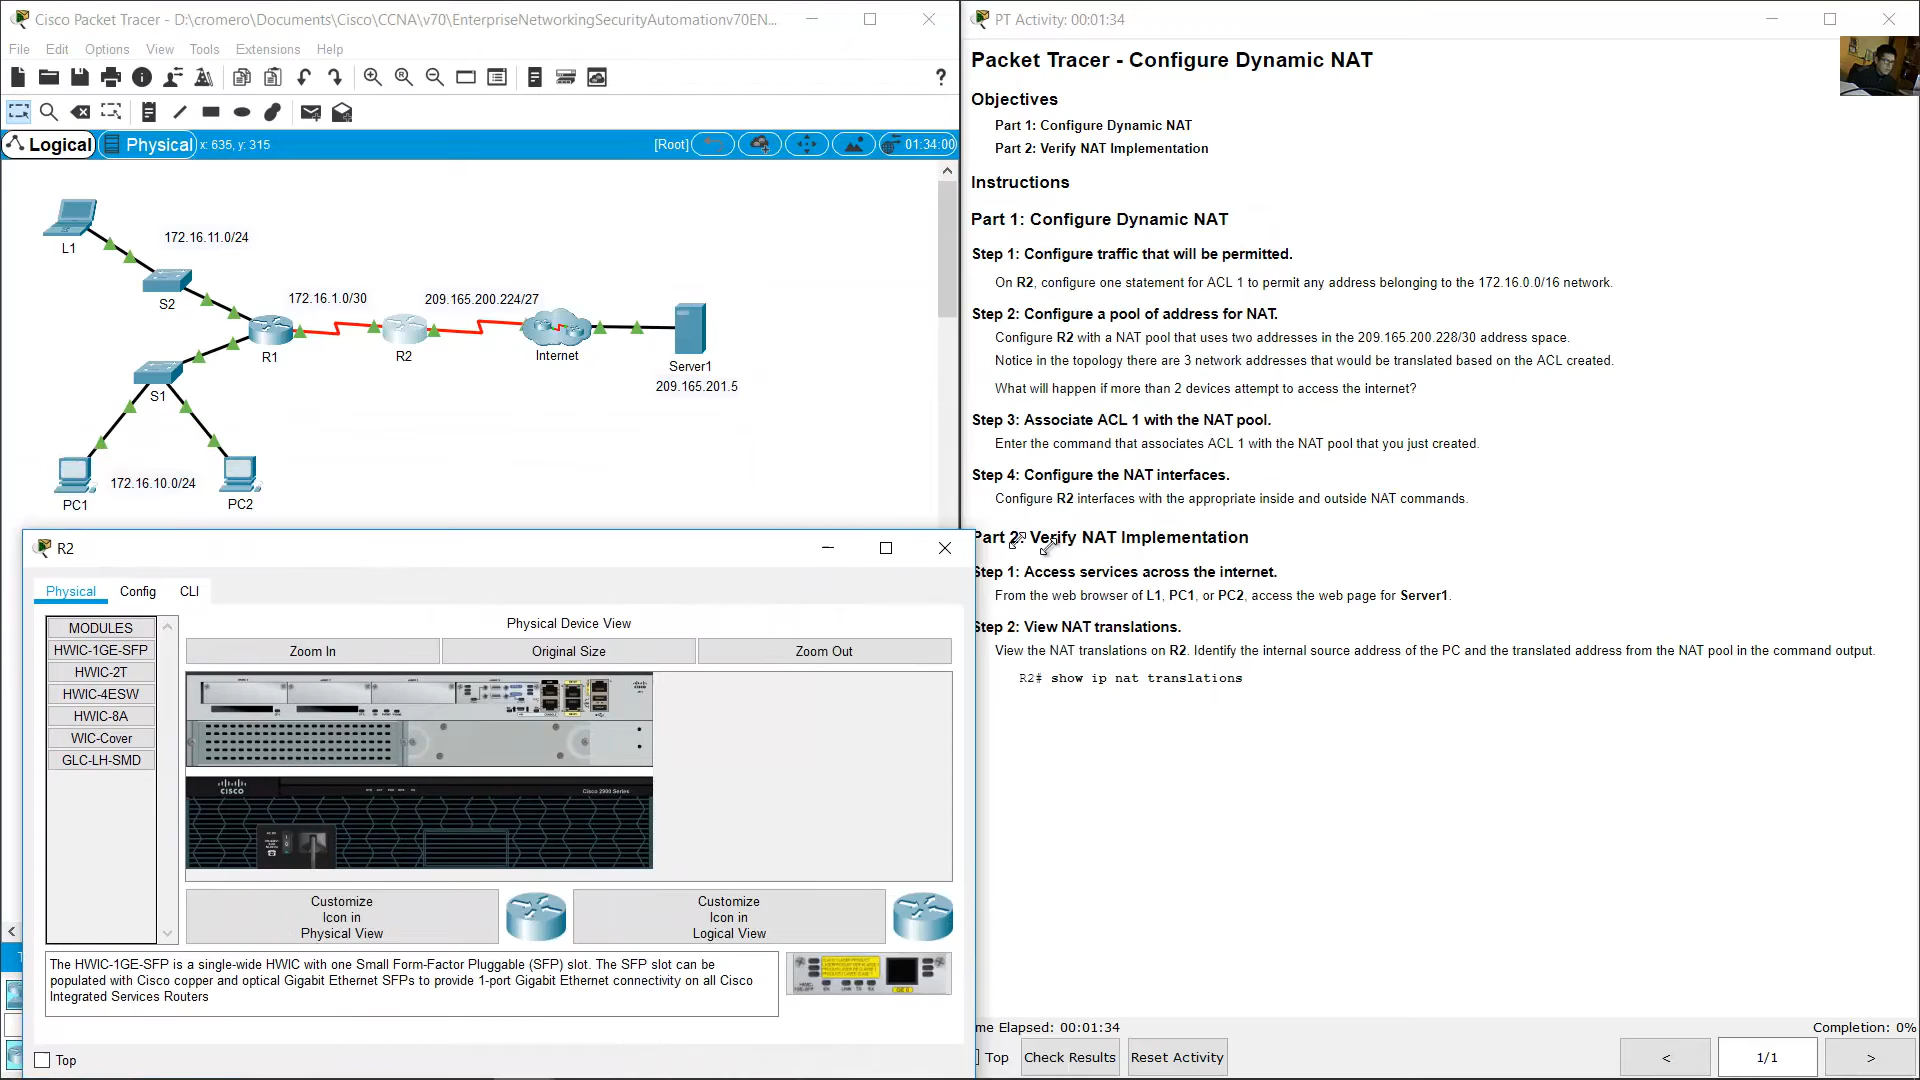 Cisco Packet Tracer - D:\cromero\Documents\Cisco\CCNA\v70\EnterpriseNetworkingSecurityAutomationv70EN...
File Edit Options View Tools Extensions Help
Logical Physical x: 635, y: 315 [Root] 01:34:00
L1
172.16.11.0/24
S2
172.16.1.0/30
209.165.200.224/27
R1
R2
Internet
Server1
209.165.201.5
S1
172.16.10.0/24
PC1
PC2
R2
Physical Config CLI
MODULES
HWIC-1GE-SFP
HWIC-2T
HWIC-4ESW
HWIC-8A
WIC-Cover
GLC-LH-SMD
Physical Device View
Zoom In Original Size Zoom Out
CISCO
Cisco 2900 Series
Customize
Icon in
Physical View
Customize
Icon in
Logical View
The HWIC-1GE-SFP is a single-wide HWIC with one Small Form-Factor Pluggable (SFP) slot. The SFP slot can be
populated with Cisco copper and optical Gigabit Ethernet SFPs to provide 1-port Gigabit Ethernet connectivity on all Cisco
Integrated Services Routers
Top
PT Activity: 00:01:34
Packet Tracer - Configure Dynamic NAT
Objectives
Part 1: Configure Dynamic NAT
Part 2: Verify NAT Implementation
Instructions
Part 1: Configure Dynamic NAT
Step 1: Configure traffic that will be permitted.
On R2, configure one statement for ACL 1 to permit any address belonging to the 172.16.0.0/16 network.
Step 2: Configure a pool of address for NAT.
Configure R2 with a NAT pool that uses two addresses in the 209.165.200.228/30 address space.
Notice in the topology there are 3 network addresses that would be translated based on the ACL created.
What will happen if more than 2 devices attempt to access the internet?
Step 3: Associate ACL 1 with the NAT pool.
Enter the command that associates ACL 1 with the NAT pool that you just created.
Step 4: Configure the NAT interfaces.
Configure R2 interfaces with the appropriate inside and outside NAT commands.
Part 2: Verify NAT Implementation
Step 1: Access services across the internet.
From the web browser of L1, PC1, or PC2, access the web page for Server1.
Step 2: View NAT translations.
View the NAT translations on R2. Identify the internal source address of the PC and the translated address from the NAT pool in the command output.
R2# show ip nat translations
me Elapsed: 00:01:34 Completion: 0%
Top Check Results Reset Activity < 1/1 >